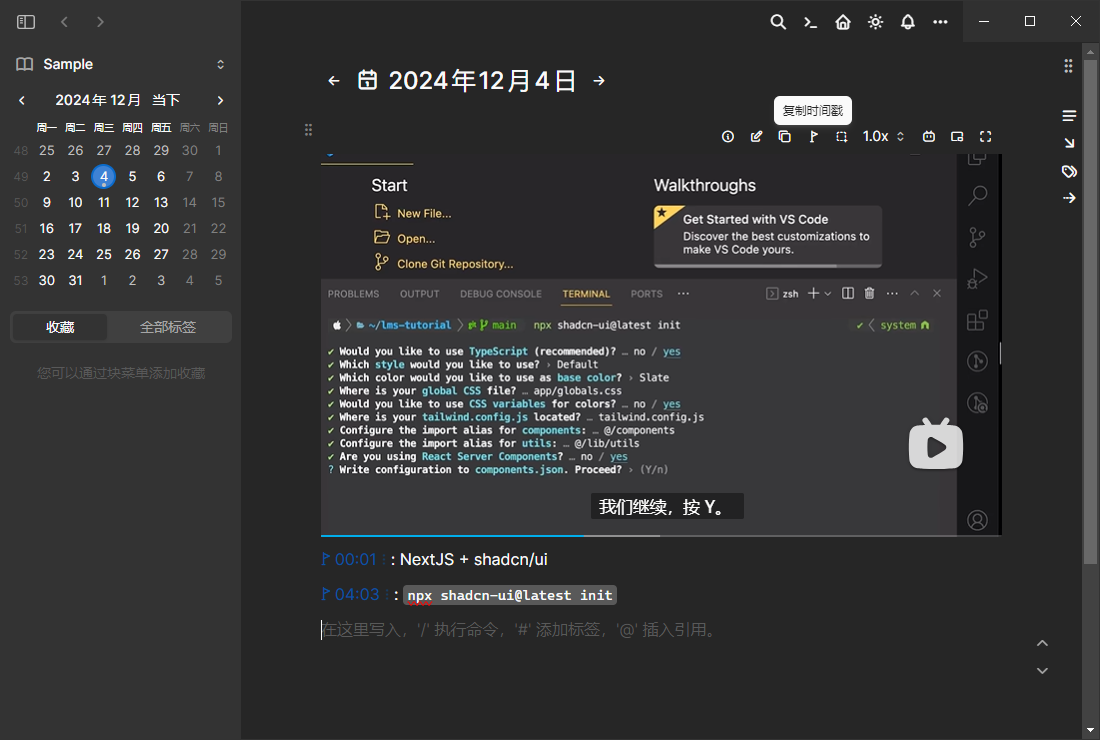 Sample
2024年 12月 当下
周一 周二 周三 周四 周五 周六 周日
48 25 26 27 28 29 30 1
49 2 3 4 5 6 7 8
50 9 10 11 12 13 14 15
51 16 17 18 19 20 21 22
52 23 24 25 26 27 28 29
53 30 31 1 2 3 4 5
收藏 全部标签
您可以通过块菜单添加收藏
2024年12月4日
复制时间戳
1.0x
Start
New File...
Open...
Clone Git Repository...
Walkthroughs
Get Started with VS Code
Discover the best customizations to
make VS Code yours.
PROBLEMS OUTPUT DEBUG CONSOLE TERMINAL PORTS ··· zsh
~/lms-tutorial main npx shadcn-ui@latest init system
✔ Would you like to use TypeScript (recommended)? … no / yes
✔ Which style would you like to use? › Default
✔ Which color would you like to use as base color? › Slate
✔ Where is your global CSS file? … app/globals.css
✔ Would you like to use CSS variables for colors? … no / yes
✔ Where is your tailwind.config.js located? … tailwind.config.js
✔ Configure the import alias for components: … @/components
✔ Configure the import alias for utils: … @/lib/utils
✔ Are you using React Server Components? … no / yes
? Write configuration to components.json. Proceed? › (Y/n)
我们继续，按 Y。
00:01 : NextJS + shadcn/ui
04:03 : npx shadcn-ui@latest init
在这里写入，'/' 执行命令，'#' 添加标签，'@' 插入引用。